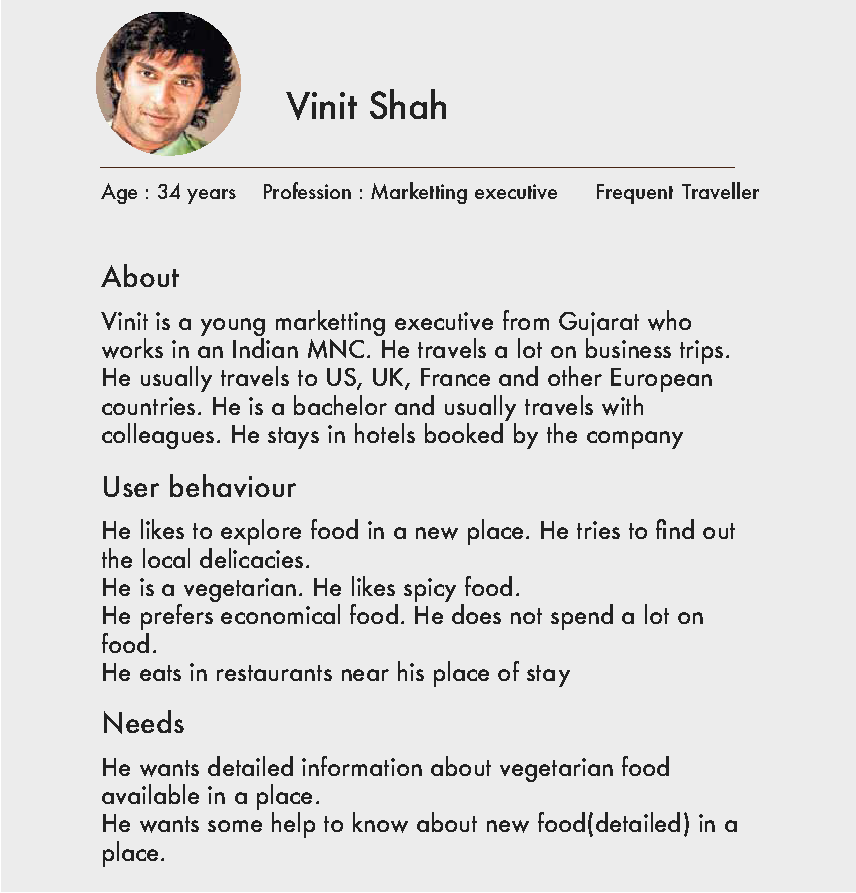 Vinit Shah
Age : 34 years Profession : Marketting executive Frequent Traveller
About
Vinit is a young marketting executive from Gujarat who
works in an Indian MNC. He travels a lot on business trips.
He usually travels to US, UK, France and other European
countries. He is a bachelor and usually travels with
colleagues. He stays in hotels booked by the company
User behaviour
He likes to explore food in a new place. He tries to find out
the local delicacies.
He is a vegetarian. He likes spicy food.
He prefers economical food. He does not spend a lot on
food.
He eats in restaurants near his place of stay
Needs
He wants detailed information about vegetarian food
available in a place.
He wants some help to know about new food(detailed) in a
place.